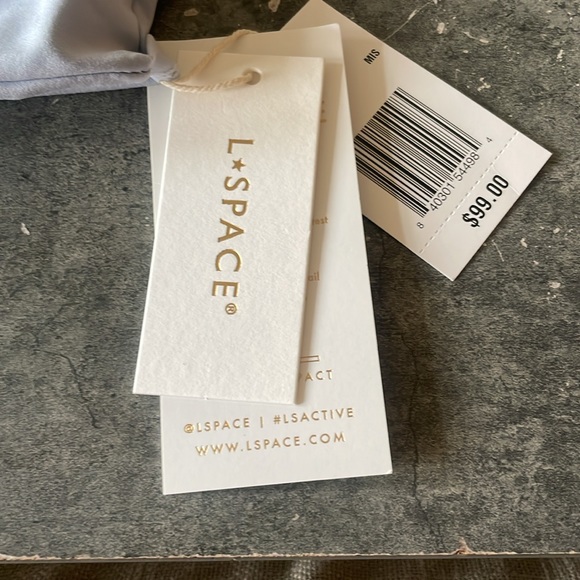 L★SPACE®
@LSPACE | #LSACTIVE
WWW.LSPACE.COM
MIS
8 40301 54498 4
$99.00